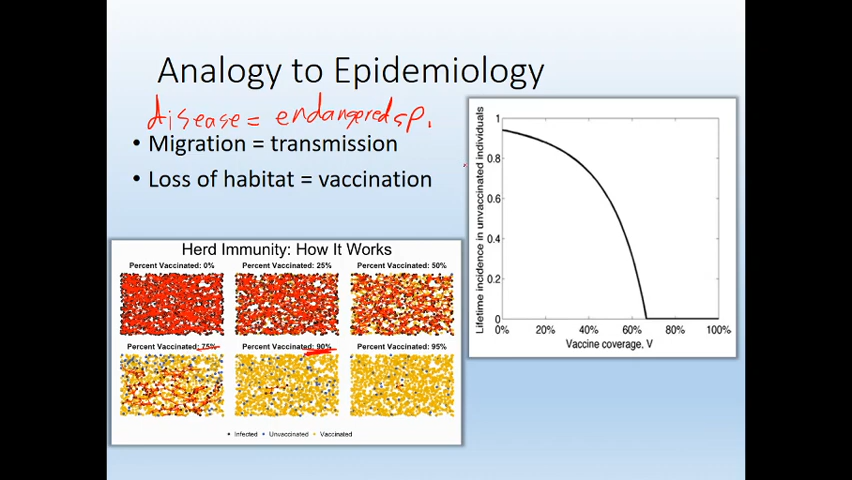 Analogy to Epidemiology
disease = endangered sp.
• Migration = transmission
• Loss of habitat = vaccination
Herd Immunity: How It Works
Percent Vaccinated: 0%
Percent Vaccinated: 25%
Percent Vaccinated: 50%
Percent Vaccinated: 75%
Percent Vaccinated: 90%
Percent Vaccinated: 95%
Infected
Unvaccinated
Vaccinated
Lifetime incidence in unvaccinated individuals
1
0.8
0.6
0.4
0.2
0
0% 20% 40% 60% 80% 100%
Vaccine coverage, V